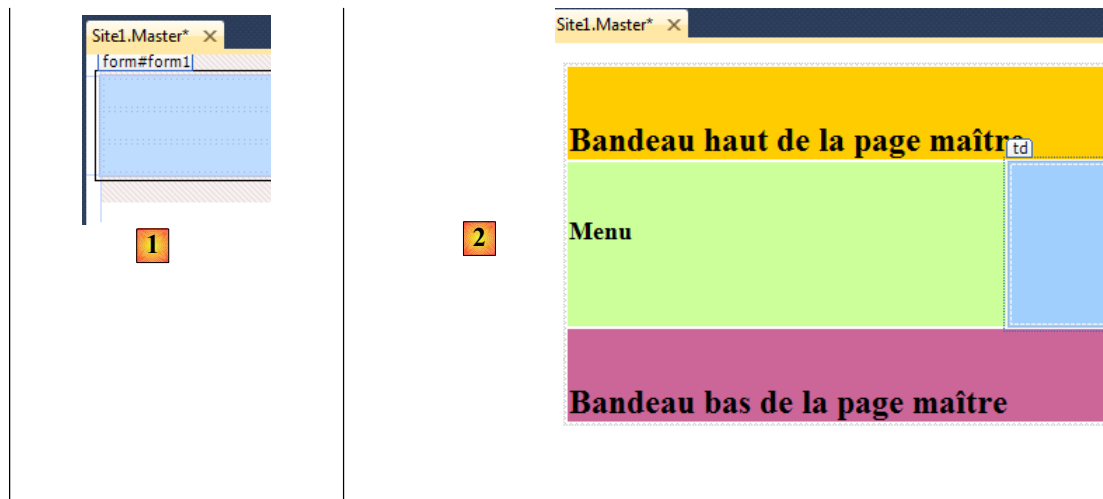 Site1.Master*
form#form1
1
2
Site1.Master*
Bandeau haut de la page maître
td
Menu
Bandeau bas de la page maître